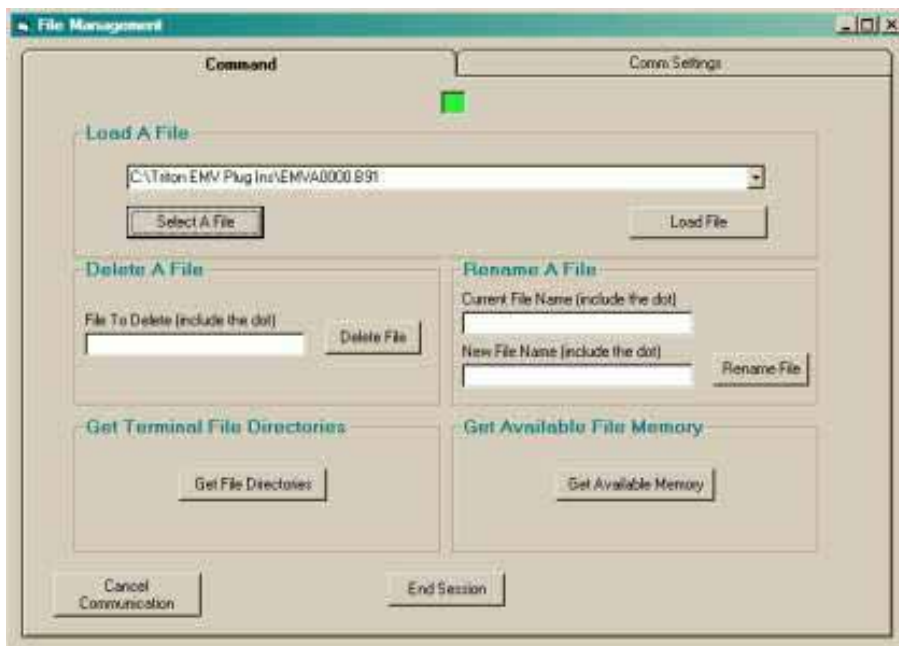 File Management
Command
Comm Settings
Load A File
C:\Triton EMV Plug Ins\EMVA0000.B91
Select A File
Load File
Delete A File
File To Delete (include the dot)
Delete File
Rename A File
Current File Name (include the dot)
New File Name (include the dot)
Rename File
Get Terminal File Directories
Get File Directories
Get Available File Memory
Get Available Memory
Cancel
Communication
End Session